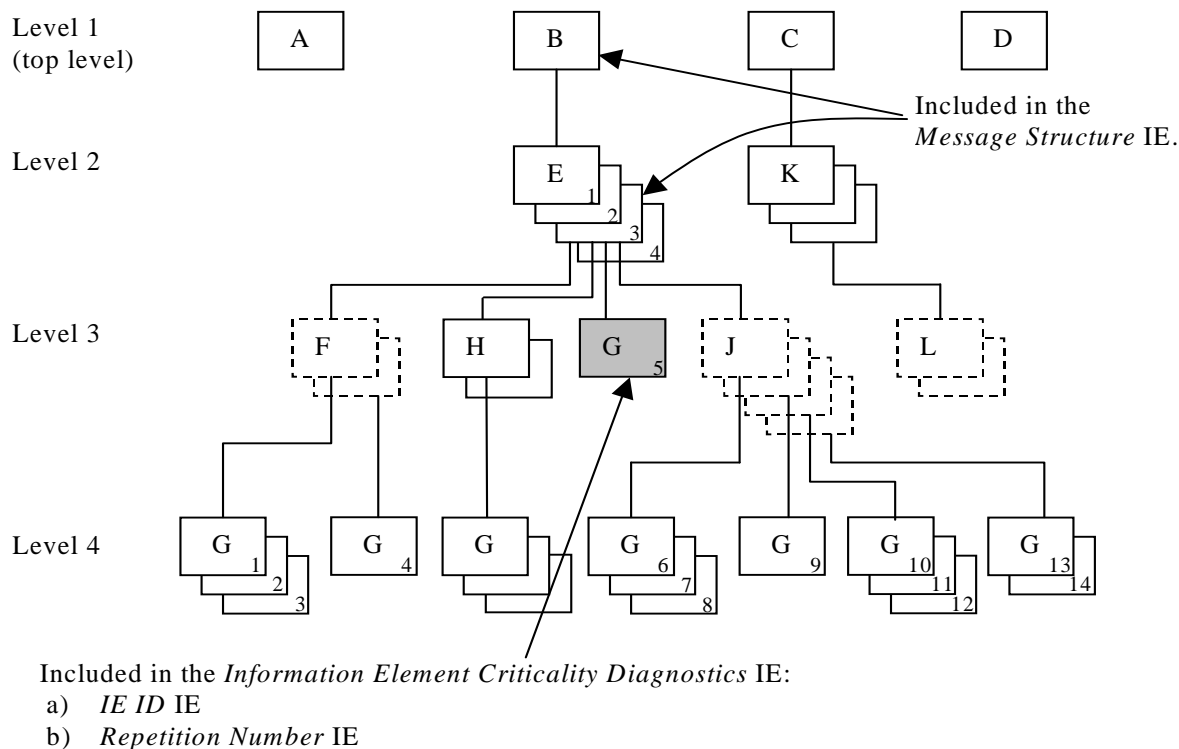 Level 1
(top level)
A
B
C
D
Included in the
Message Structure IE.
Level 2
E
1
2
3
4
K
Level 3
F
H
G
5
J
L
Level 4
G
1
2
3
G
4
G
G
6
7
8
G
9
G
10
11
12
G
13
14
Included in the Information Element Criticality Diagnostics IE:
a) IE ID IE
b) Repetition Number IE